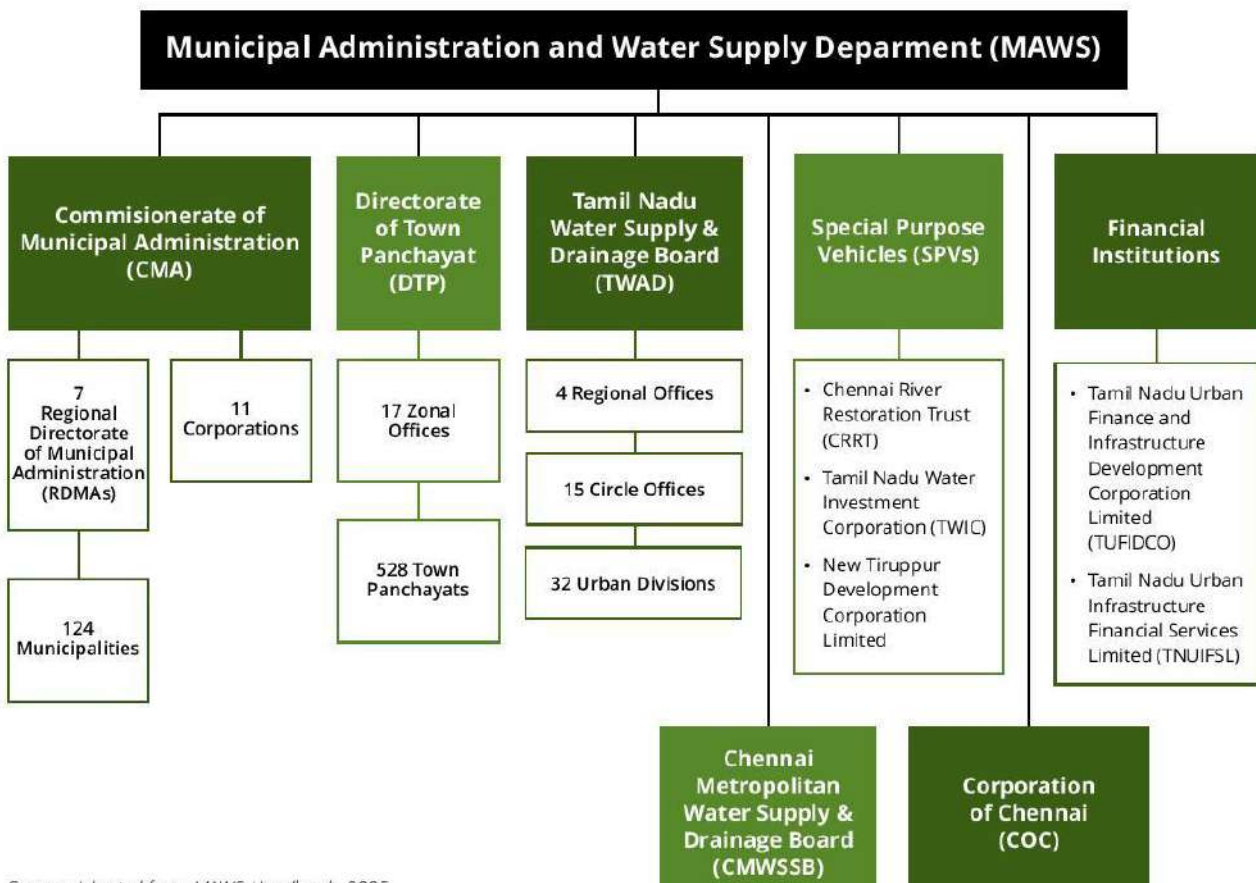 Municipal Administration and Water Supply Deparment (MAWS)
Commisionerate of
Municipal Administration
(CMA)
7
Regional
Directorate
of Municipal
Administration
(RDMAs)
124
Municipalities
11
Corporations
Directorate
of Town
Panchayat
(DTP)
17 Zonal
Offices
528 Town
Panchayats
Tamil Nadu
Water Supply &
Drainage Board
(TWAD)
4 Regional Offices
15 Circle Offices
32 Urban Divisions
Special Purpose
Vehicles (SPVs)
• Chennai River
Restoration Trust
(CRRT)
• Tamil Nadu Water
Investment
Corporation (TWIC)
• New Tiruppur
Development
Corporation
Limited
Financial
Institutions
• Tamil Nadu Urban
Finance and
Infrastructure
Development
Corporation
Limited
(TUFIDCO)
• Tamil Nadu Urban
Infrastructure
Financial Services
Limited (TNUIFSL)
Chennai
Metropolitan
Water Supply &
Drainage Board
(CMWSSB)
Corporation
of Chennai
(COC)